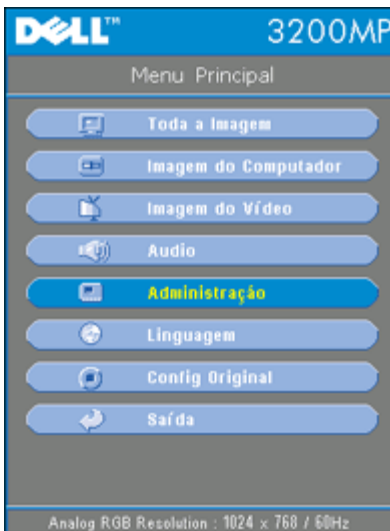 DELL™ 3200MP
Menu Principal
Toda a Imagem
Imagem do Computador
Imagem do Vídeo
Audio
Administração
Linguagem
Config Original
Saída
Analog RGB Resolution : 1024 x 768 / 60Hz